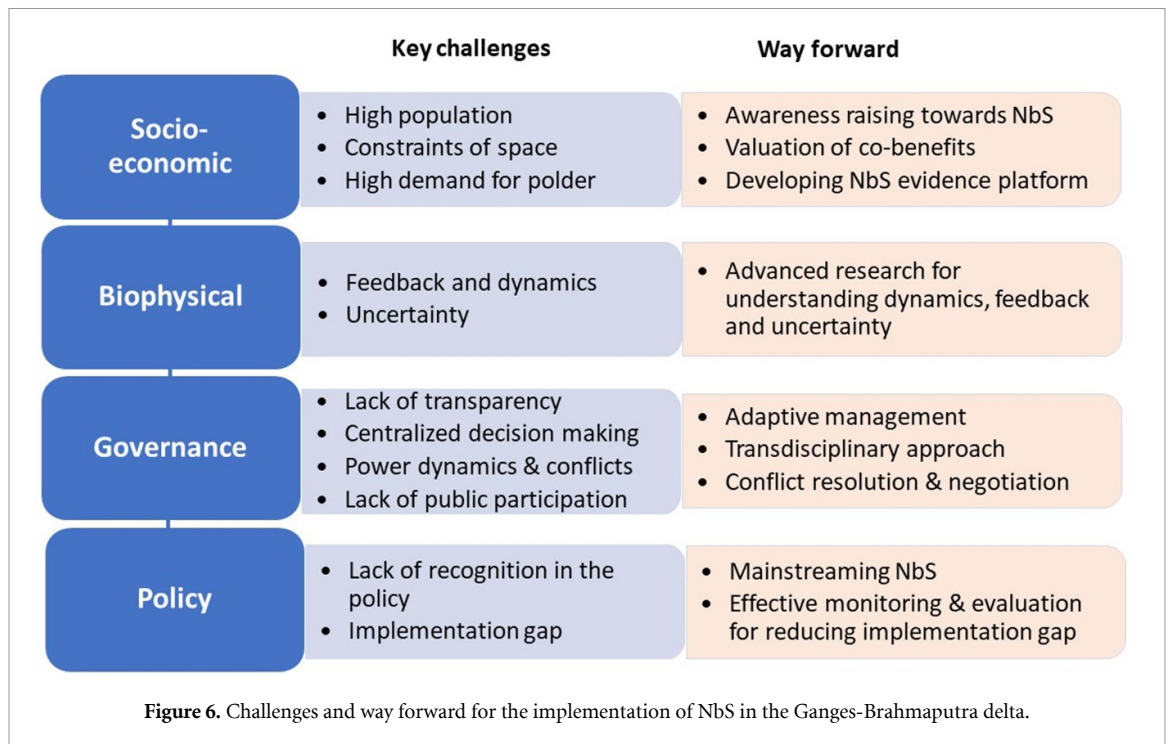 Key challenges
Way forward
Socio-
economic
• High population
• Constraints of space
• High demand for polder
• Awareness raising towards NbS
• Valuation of co-benefits
• Developing NbS evidence platform
Biophysical
• Feedback and dynamics
• Uncertainty
• Advanced research for
understanding dynamics, feedback
and uncertainty
Governance
• Lack of transparency
• Centralized decision making
• Power dynamics & conflicts
• Lack of public participation
• Adaptive management
• Transdisciplinary approach
• Conflict resolution & negotiation
Policy
• Lack of recognition in the
policy
• Implementation gap
• Mainstreaming NbS
• Effective monitoring & evaluation
for reducing implementation gap
Figure 6. Challenges and way forward for the implementation of NbS in the Ganges-Brahmaputra delta.